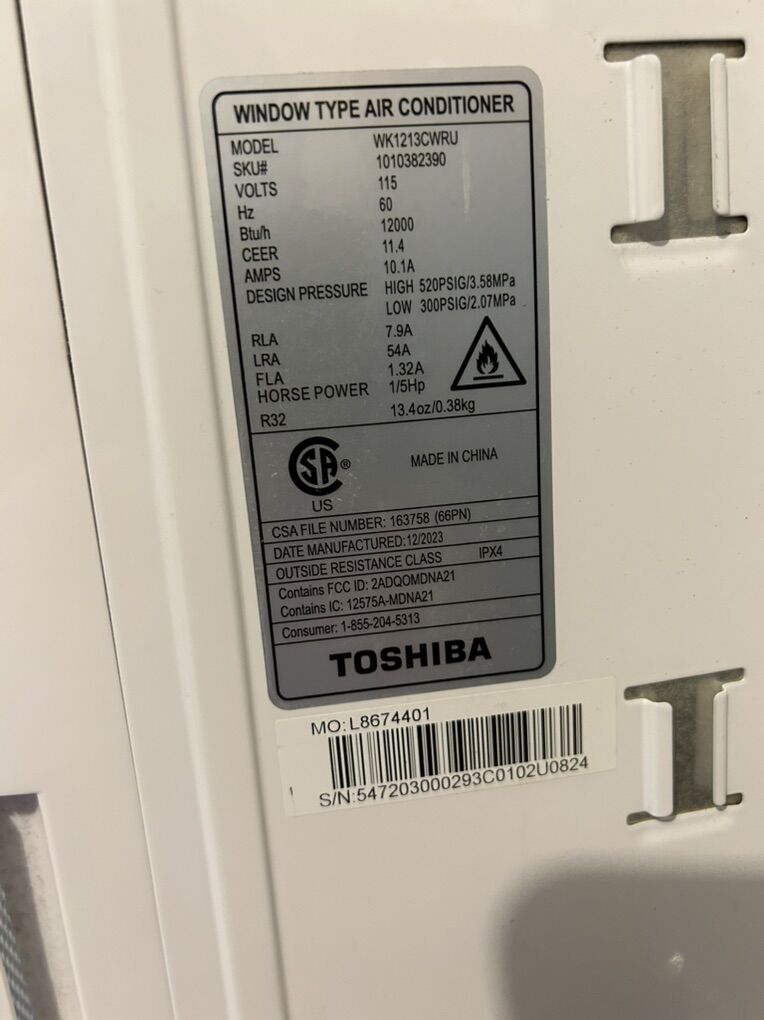 WINDOW TYPE AIR CONDITIONER
MODEL WK1213CWRU
SKU# 1010382390
VOLTS 115
Hz 60
Btu/h 12000
CEER 11.4
AMPS 10.1A
DESIGN PRESSURE HIGH 520PSIG/3.58MPa
LOW 300PSIG/2.07MPa
RLA 7.9A
LRA 54A
FLA 1.32A
HORSE POWER 1/5Hp
R32 13.4oz/0.38kg
SA ® MADE IN CHINA
US
CSA FILE NUMBER: 163758 (66PN)
DATE MANUFACTURED:12/2023
OUTSIDE RESISTANCE CLASS IPX4
Contains FCC ID: 2ADQOMDNA21
Contains IC: 12575A-MDNA21
Consumer: 1-855-204-5313
TOSHIBA
MO: L8674401
1
S/N:547203000293C0102U0824